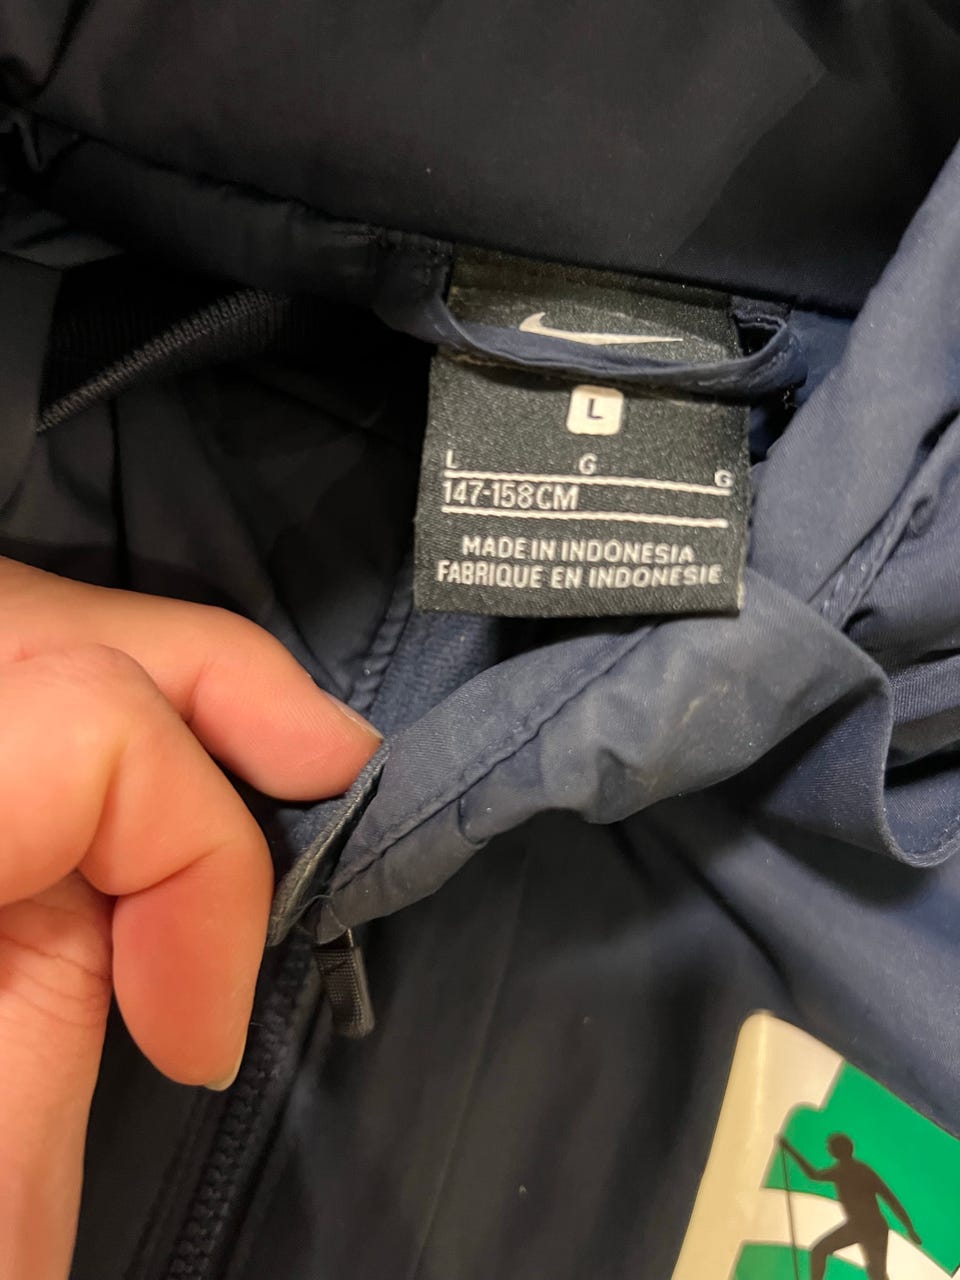 L
L G G
147-158CM
MADE IN INDONESIA
FABRIQUE EN INDONESIE